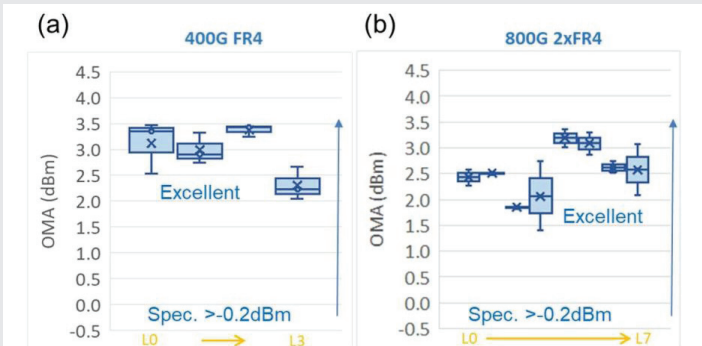 (a)
400G FR4
4.5
4.0
3.5
3.0
2.5
2.0
1.5
1.0
0.5
0.0
-0.5
OMA (dBm)
Excellent
Spec. >-0.2dBm
L0
L3
(b)
800G 2xFR4
4.5
4.0
3.5
3.0
2.5
2.0
1.5
1.0
0.5
0.0
-0.5
OMA (dBm)
Excellent
Spec. >-0.2dBm
L0
L7